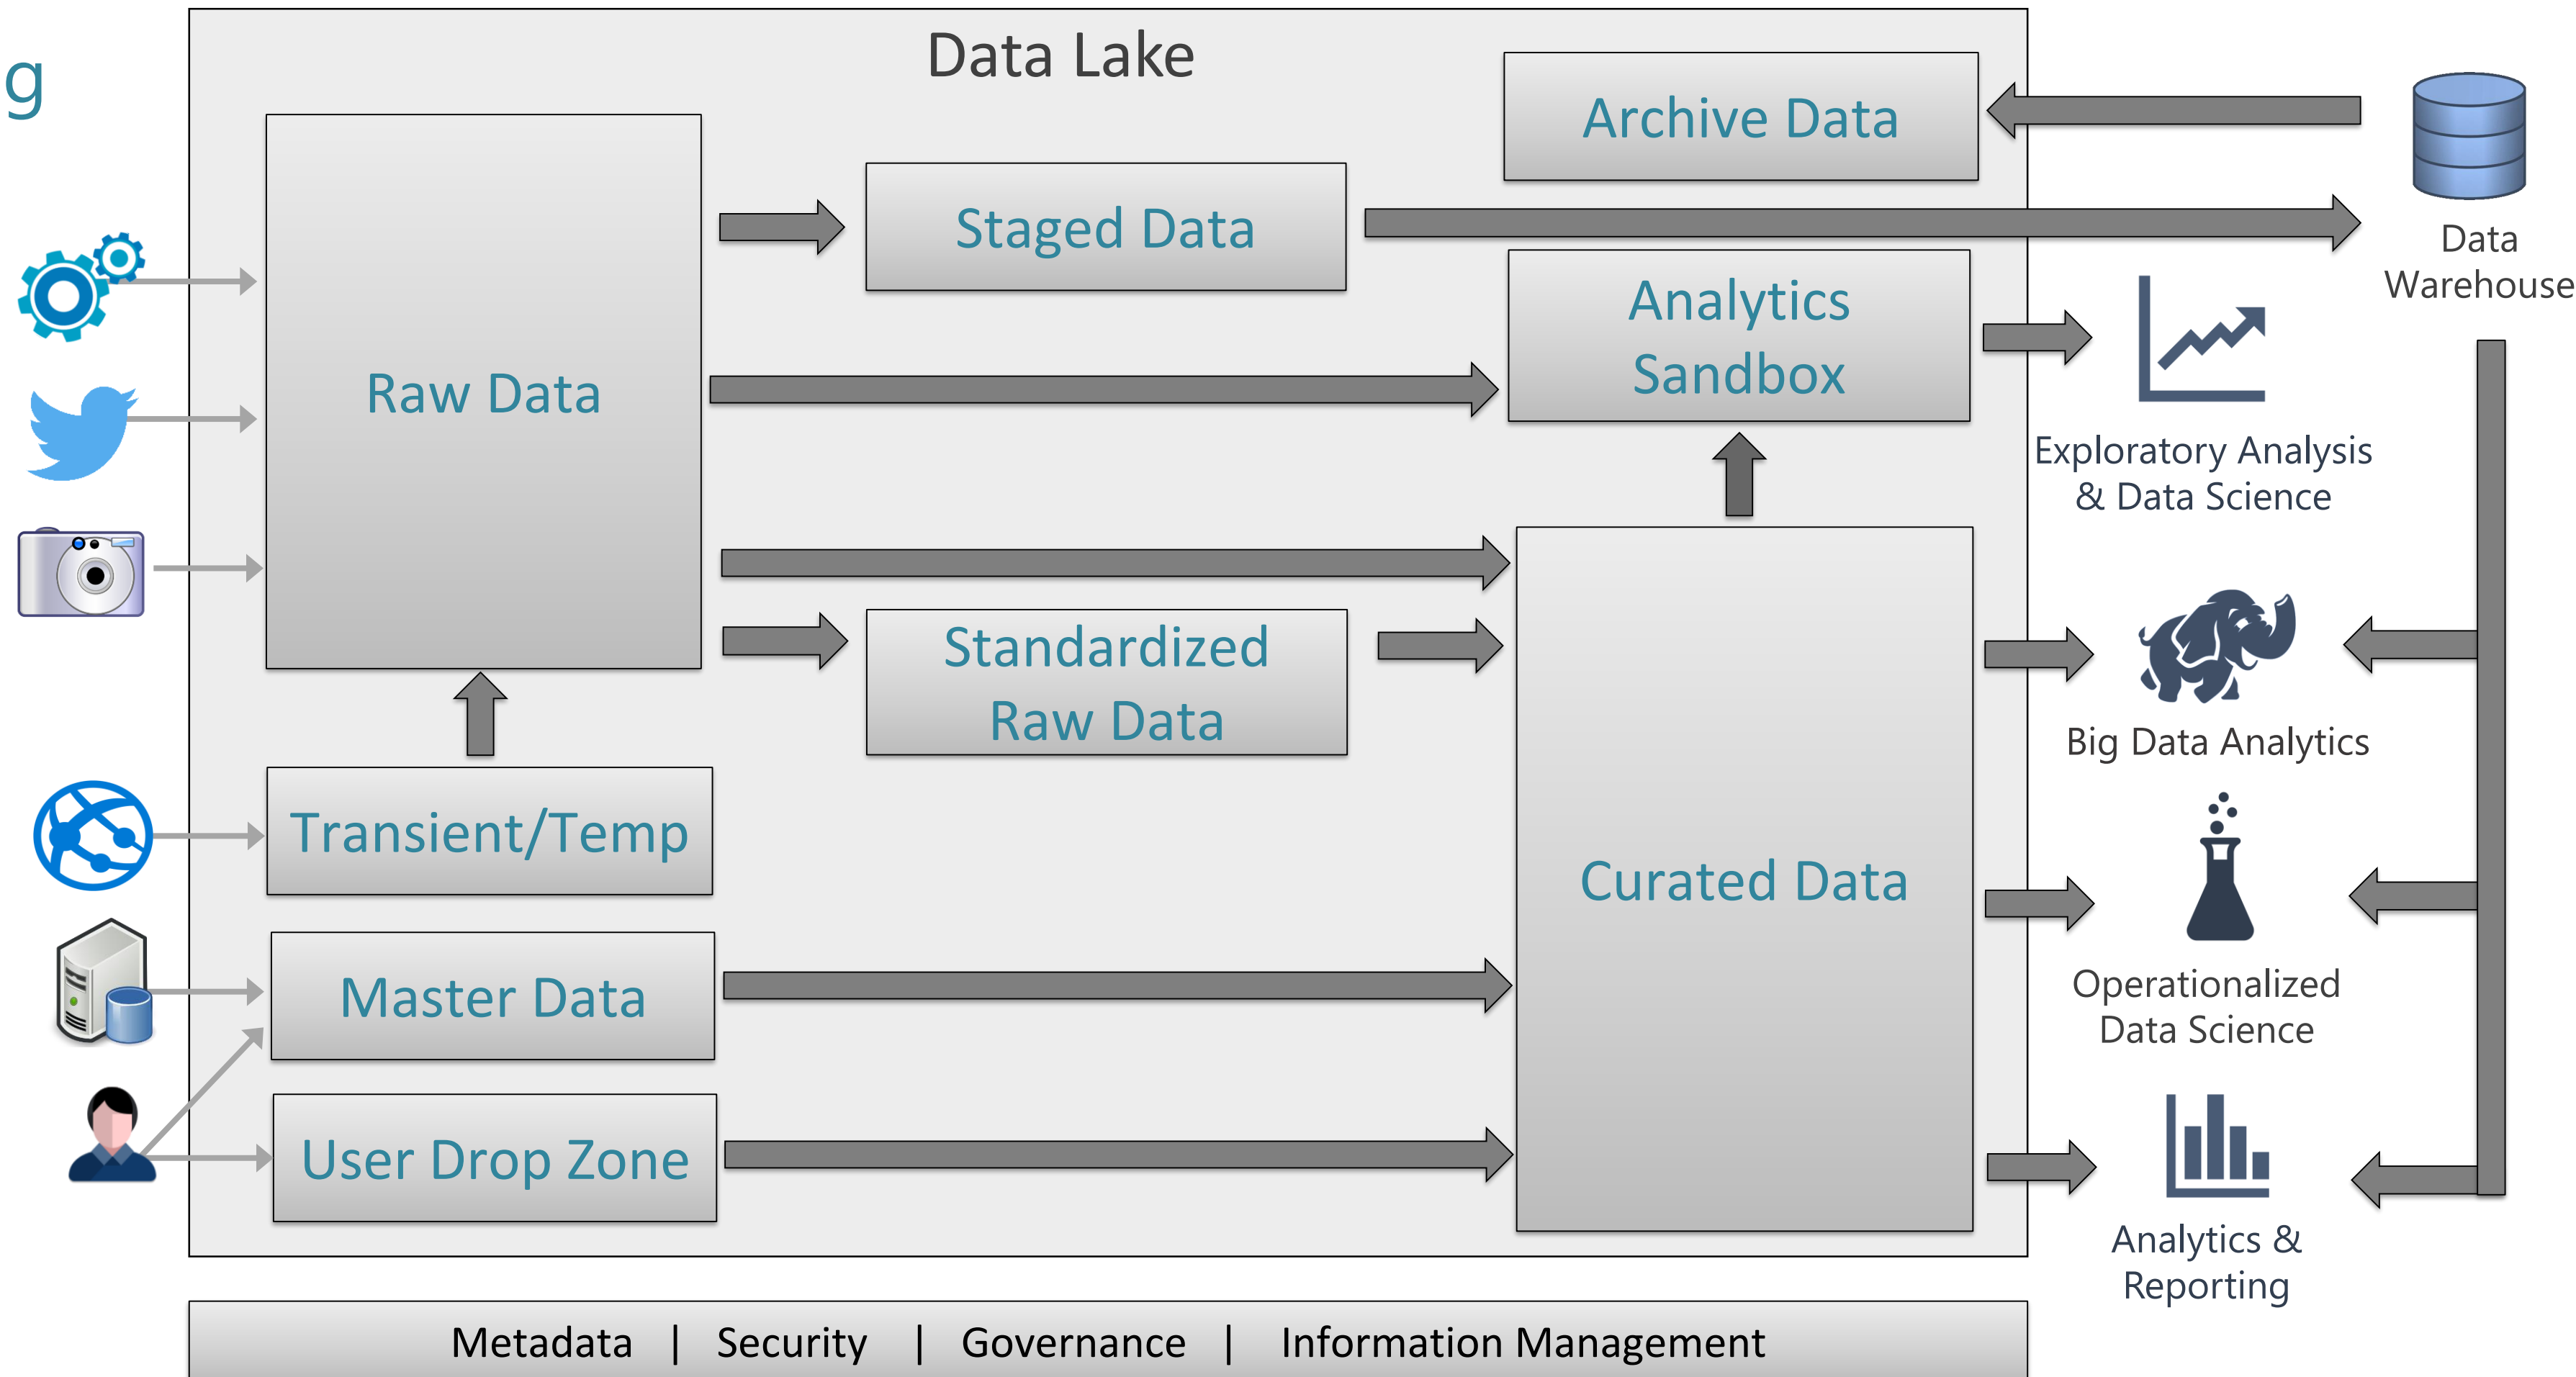 g
Data Lake
Archive Data
Raw Data
Staged Data
Data
Warehouse
Analytics
Sandbox
Exploratory Analysis
& Data Science
Standardized
Raw Data
Big Data Analytics
Transient/Temp
Curated Data
Master Data
Operationalized
Data Science
User Drop Zone
Analytics &
Reporting
Metadata | Security | Governance | Information Management